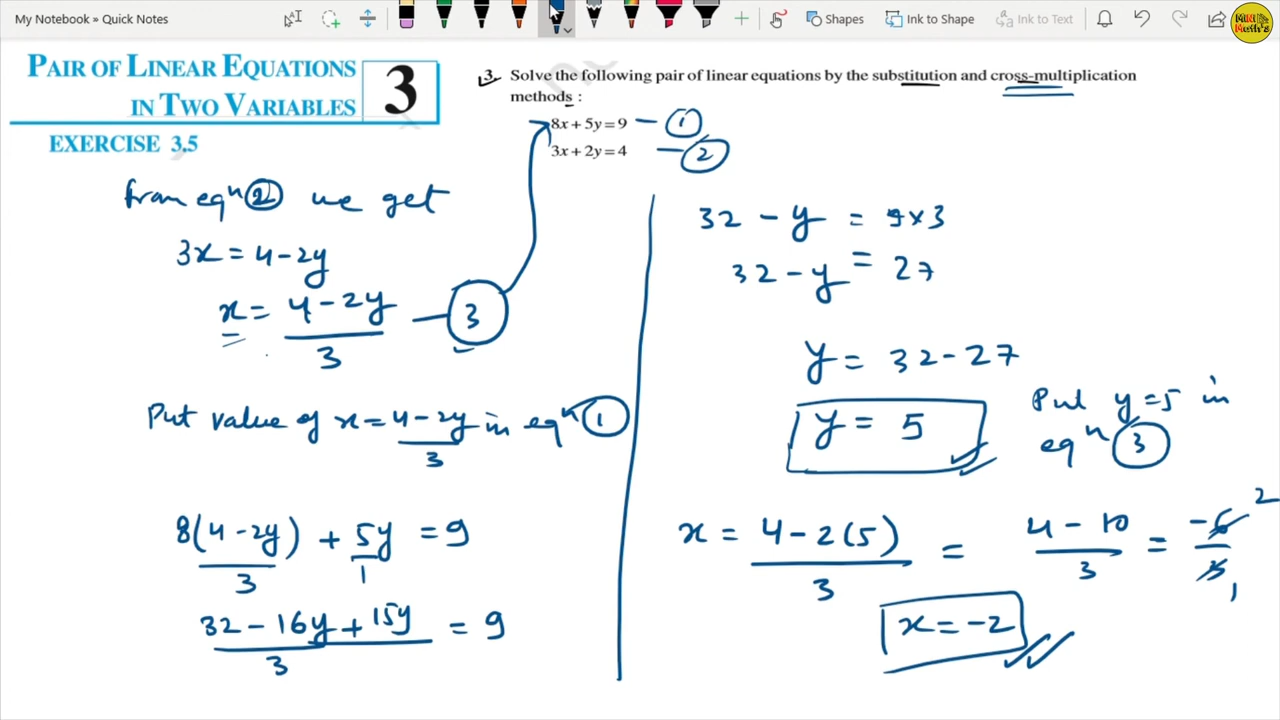 My Notebook » Quick Notes
Shapes
Ink to Shape
Ink to Text
PAIR OF LINEAR EQUATIONS
IN TWO VARIABLES
3
EXERCISE 3.5
3. Solve the following pair of linear equations by the substitution and cross-multiplication
methods :
8x + 5y = 9 — ①
3x + 2y = 4 — ②
from eqⁿ ② we get
3x = 4 - 2y
x = 4 - 2y / 3 — ③
Put value of x = 4 - 2y / 3 in eqⁿ ①
8(4 - 2y) / 3 + 5y / 1 = 9
32 - 16y + 15y / 3 = 9
32 - y = 9 × 3
32 - y = 27
y = 32 - 27
y = 5
Put y = 5 in
eqⁿ ③
x = 4 - 2(5) / 3 = 4 - 10 / 3 = -6 2 / 3 1
x = -2